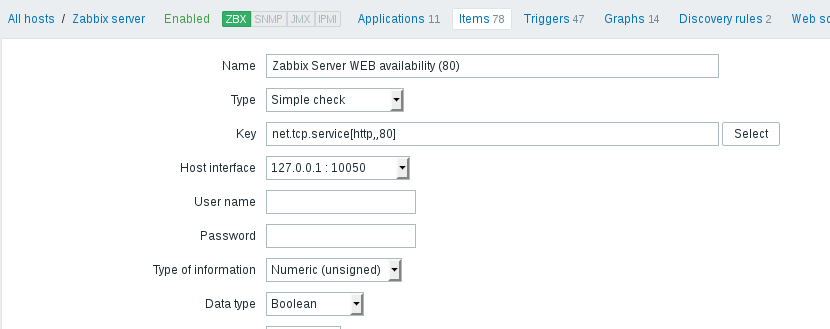 All hosts / Zabbix server Enabled ZBX SNMP JMX IPMI Applications 11 Items 78 Triggers 47 Graphs 14 Discovery rules 2 Web sc
Name Zabbix Server WEB availability (80)
Type Simple check
Key net.tcp.service[http,,80] Select
Host interface 127.0.0.1 : 10050
User name
Password
Type of information Numeric (unsigned)
Data type Boolean